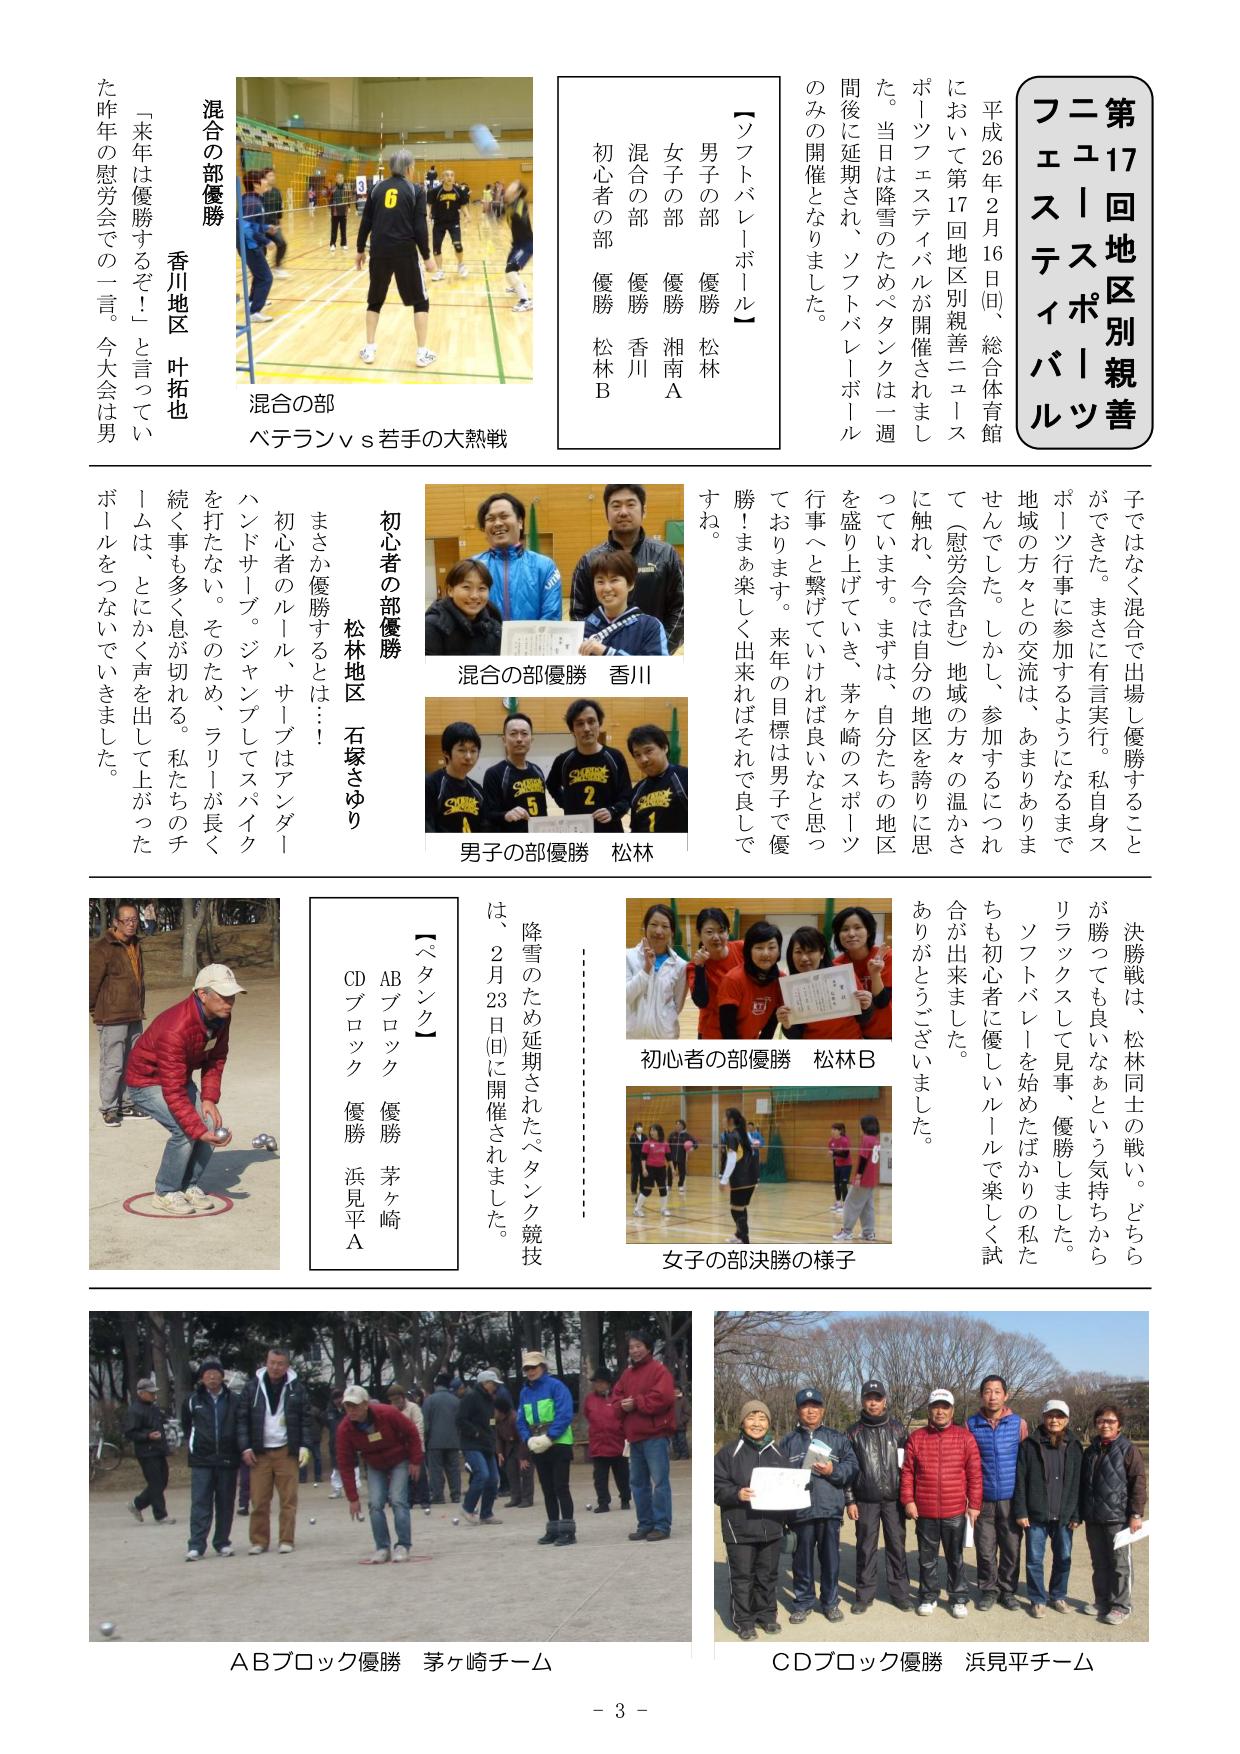 第17回地区別親善
ニュースポーツ
フェスティバル
平成26年2月16日㈰、総合体育館
において第17回地区別親善ニュース
ポーツフェスティバルが開催されまし
た。当日は降雪のためペタンクは一週
間後に延期され、ソフトバレーボール
のみの開催となりました。
【ソフトバレーボール】
男子の部　優勝　松林
女子の部　優勝　湘南A
混合の部　優勝　香川
初心者の部　優勝　松林B
混合の部
ベテランvs若手の大熱戦
混合の部優勝
香川地区　叶拓也
「来年は優勝するぞ！」と言ってい
た昨年の慰労会での一言。今大会は男
子ではなく混合で出場し優勝すること
ができた。まさに有言実行。私自身ス
ポーツ行事に参加するようになるまで
地域の方々との交流は、あまりありま
せんでした。しかし、参加するにつれ
て（慰労会含む）地域の方々の温かさ
に触れ、今では自分の地区を誇りに思
っています。まずは、自分たちの地区
を盛り上げていき、茅ヶ崎のスポーツ
行事へと繋げていければ良いなと思っ
ております。来年の目標は男子で優
勝！まぁ楽しく出来ればそれで良しで
すね。
混合の部優勝　香川
男子の部優勝　松林
初心者の部優勝
松林地区　石塚さゆり
まさか優勝するとは…！
初心者のルール、サーブはアンダー
ハンドサーブ。ジャンプしてスパイク
を打たない。そのため、ラリーが長く
続く事も多く息が切れる。私たちのチ
ームは、とにかく声を出して上がった
ボールをつないでいきました。
決勝戦は、松林同士の戦い。どちら
が勝っても良いなぁという気持ちから
リラックスして見事、優勝しました。
ソフトバレーを始めたばかりの私た
ちも初心者に優しいルールで楽しく試
合が出来ました。
ありがとうございました。
初心者の部優勝　松林B
女子の部決勝の様子
降雪のため延期されたペタンク競技
は、2月23日㈰に開催されました。
【ペタンク】
ABブロック　優勝　茅ヶ崎
CDブロック　優勝　浜見平A
ABブロック優勝　茅ヶ崎チーム
CDブロック優勝　浜見平チーム
- 3 -